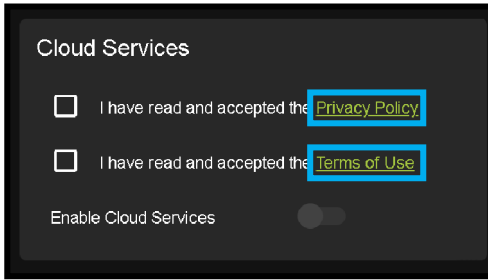 Cloud Services
I have read and accepted the Privacy Policy
I have read and accepted the Terms of Use
Enable Cloud Services